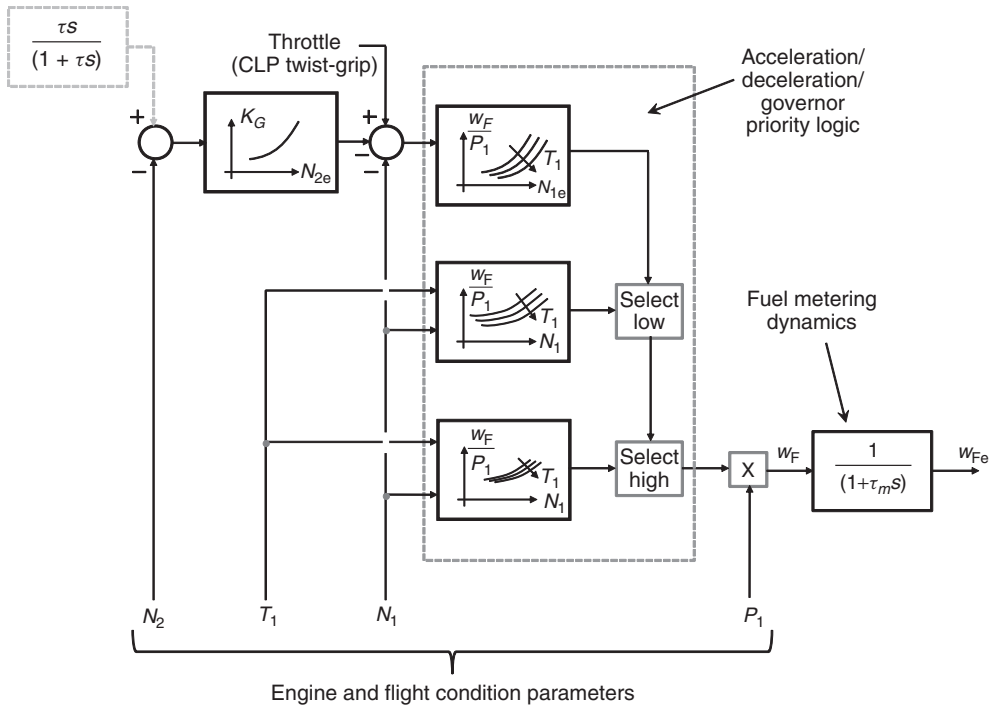 τs
(1 + τs)
Throttle
(CLP twist-grip)
Acceleration/
deceleration/
governor
priority logic
+
−
K_G
N_2e
+
−
−
w_F
P_1
T_1
N_1e
w_F
P_1
T_1
N_1
Select
low
Fuel metering
dynamics
w_F
P_1
T_1
N_1
Select
high
X
w_F
1
(1+τ_m s)
w_Fe
N_2
T_1
N_1
P_1
Engine and flight condition parameters